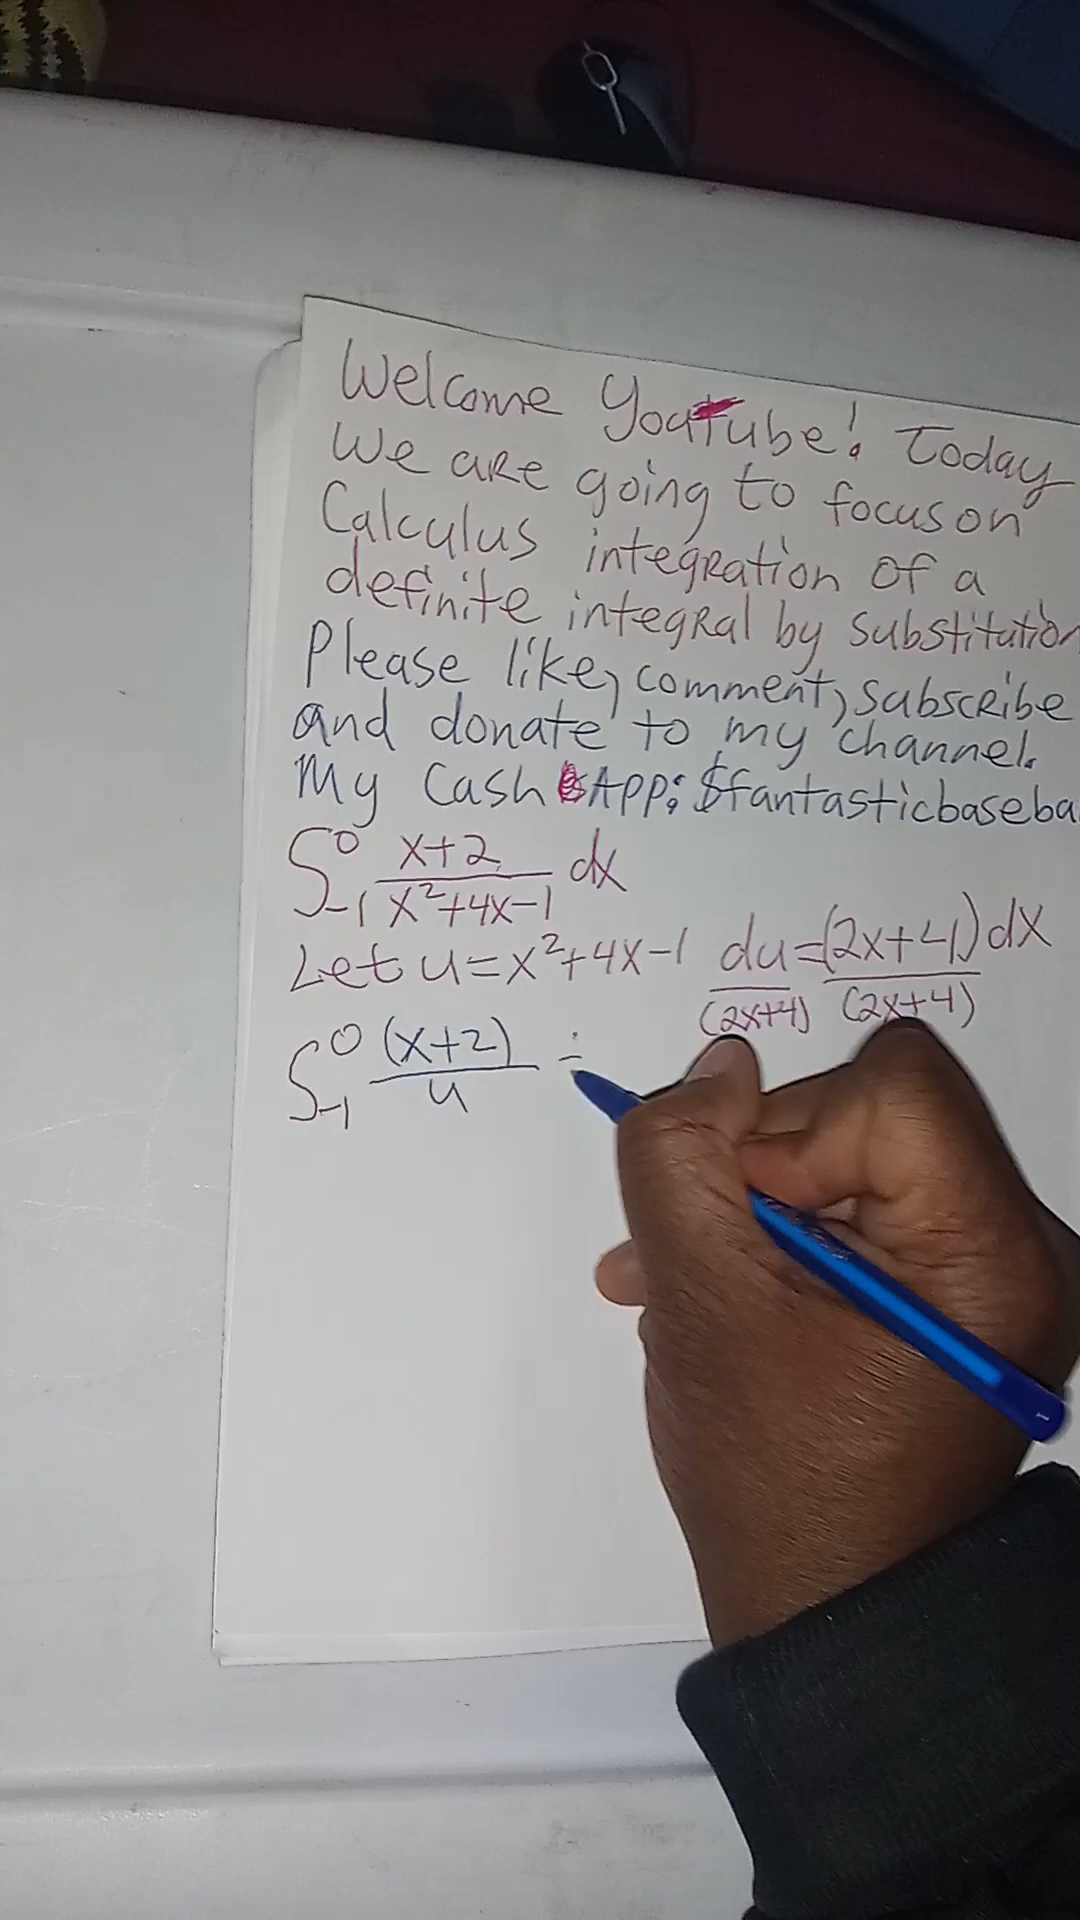 Welcome YouTube! Today
We are going to focus on
Calculus integration of a
definite integral by substitution
Please like, comment, subscribe
and donate to my channel.
My Cash App: $fantasticbaseba
∫₋₁⁰ (x+2)/(x²+4x-1) dx
Let u=x²+4x-1 du/(2x+4)=(2x+4)dx/(2x+4)
∫₋₁⁰ (x+2)/u